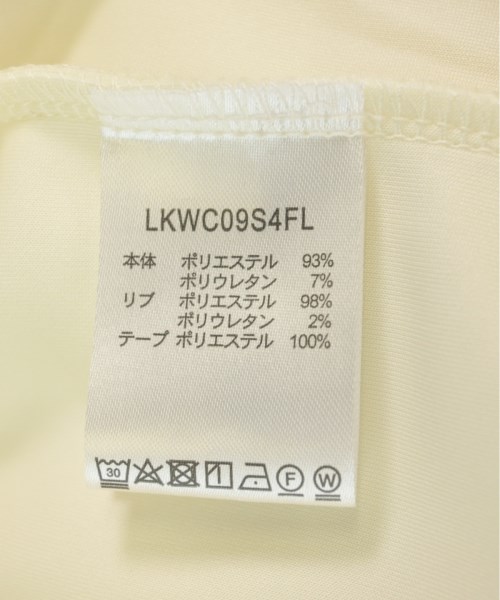 LKWC09S4FL
本体 ポリエステル 93%
ポリウレタン 7%
リブ ポリエステル 98%
ポリウレタン 2%
テープ ポリエステル 100%
30 F W